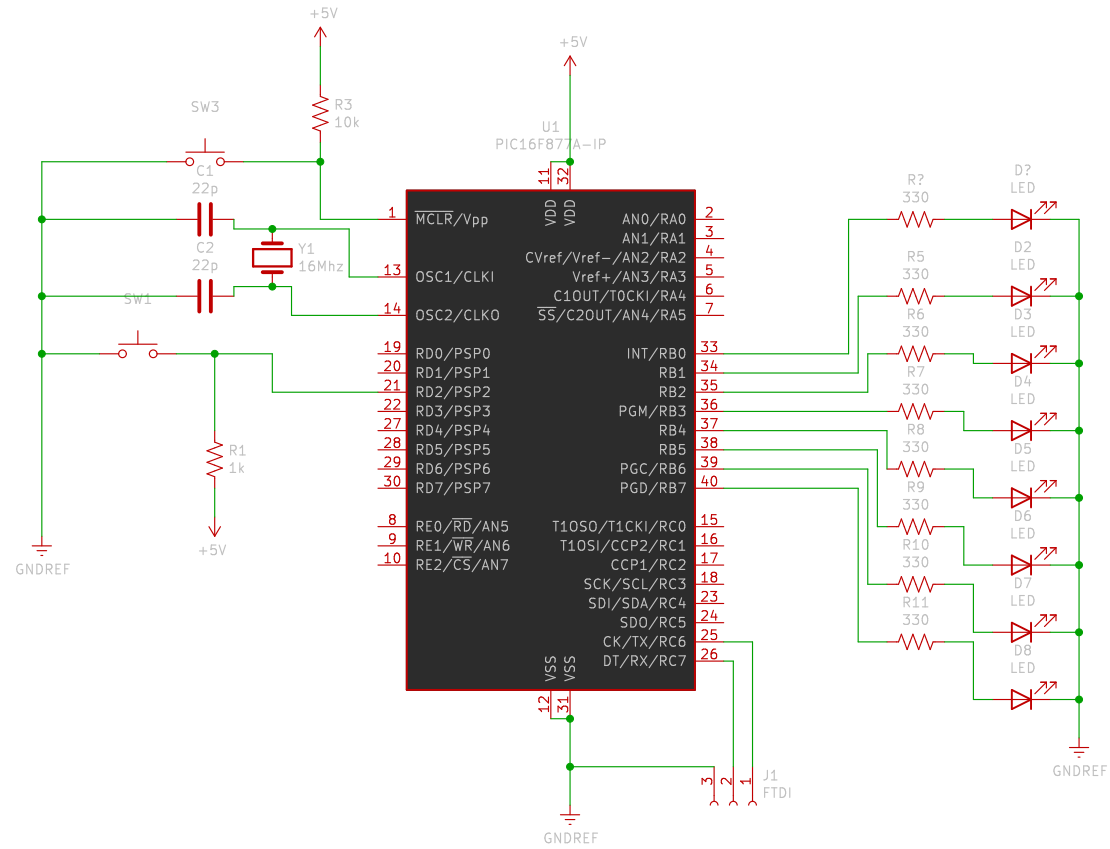 +5V
+5V
SW3
R3
10k
U1
PIC16F877A-IP
C1
22p
11
32
VDD
VDD
R?
330
D?
LED
1
MCLR/Vpp
AN0/RA0
2
AN1/RA1
3
C2
22p
Y1
16Mhz
CVref/Vref-/AN2/RA2
4
R5
330
D2
LED
13
OSC1/CLKI
Vref+/AN3/RA3
5
SW1
C1OUT/T0CKI/RA4
6
14
OSC2/CLKO
SS/C2OUT/AN4/RA5
7
R6
330
D3
LED
19
RD0/PSP0
INT/RB0
33
20
RD1/PSP1
RB1
34
R7
330
D4
LED
21
RD2/PSP2
RB2
35
22
RD3/PSP3
PGM/RB3
36
27
RD4/PSP4
RB4
37
R8
330
D5
LED
R1
1k
28
RD5/PSP5
RB5
38
29
RD6/PSP6
PGC/RB6
39
30
RD7/PSP7
PGD/RB7
40
R9
330
D6
LED
8
RE0/RD/AN5
T1OSO/T1CKI/RC0
15
9
RE1/WR/AN6
T1OSI/CCP2/RC1
16
+5V
R10
330
10
RE2/CS/AN7
CCP1/RC2
17
GNDREF
SCK/SCL/RC3
18
D7
LED
SDI/SDA/RC4
23
R11
330
SDO/RC5
24
CK/TX/RC6
25
DT/RX/RC7
26
D8
LED
VSS
VSS
12
31
3
2
1
J1
FTDI
GNDREF
GNDREF